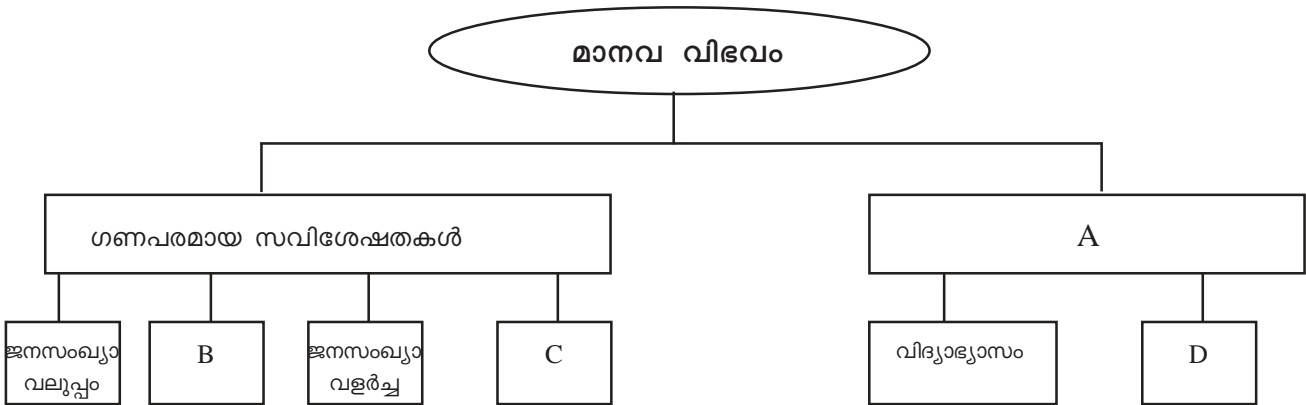 മാനവ വിഭവം
ഗണപരമായ സവിശേഷതകൾ
A
ജനസംഖ്യാ
വലുപ്പം
B
ജനസംഖ്യാ
വളർച്ച
C
വിദ്യാഭ്യാസം
D